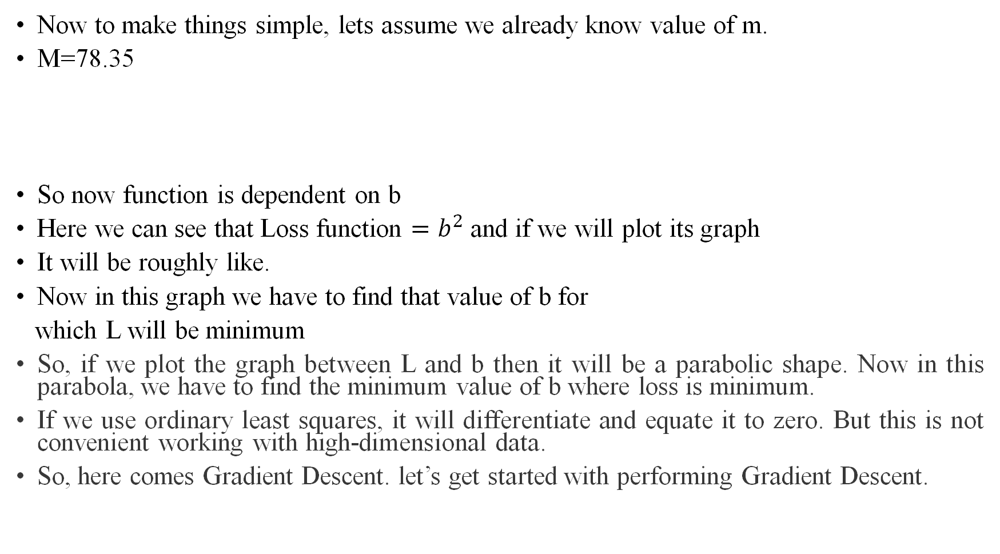 • Now to make things simple, lets assume we already know value of m.
• M=78.35
• So now function is dependent on b
• Here we can see that Loss function = b² and if we will plot its graph
• It will be roughly like.
• Now in this graph we have to find that value of b for
which L will be minimum
• So, if we plot the graph between L and b then it will be a parabolic shape. Now in this
parabola, we have to find the minimum value of b where loss is minimum.
• If we use ordinary least squares, it will differentiate and equate it to zero. But this is not
convenient working with high-dimensional data.
• So, here comes Gradient Descent. let’s get started with performing Gradient Descent.